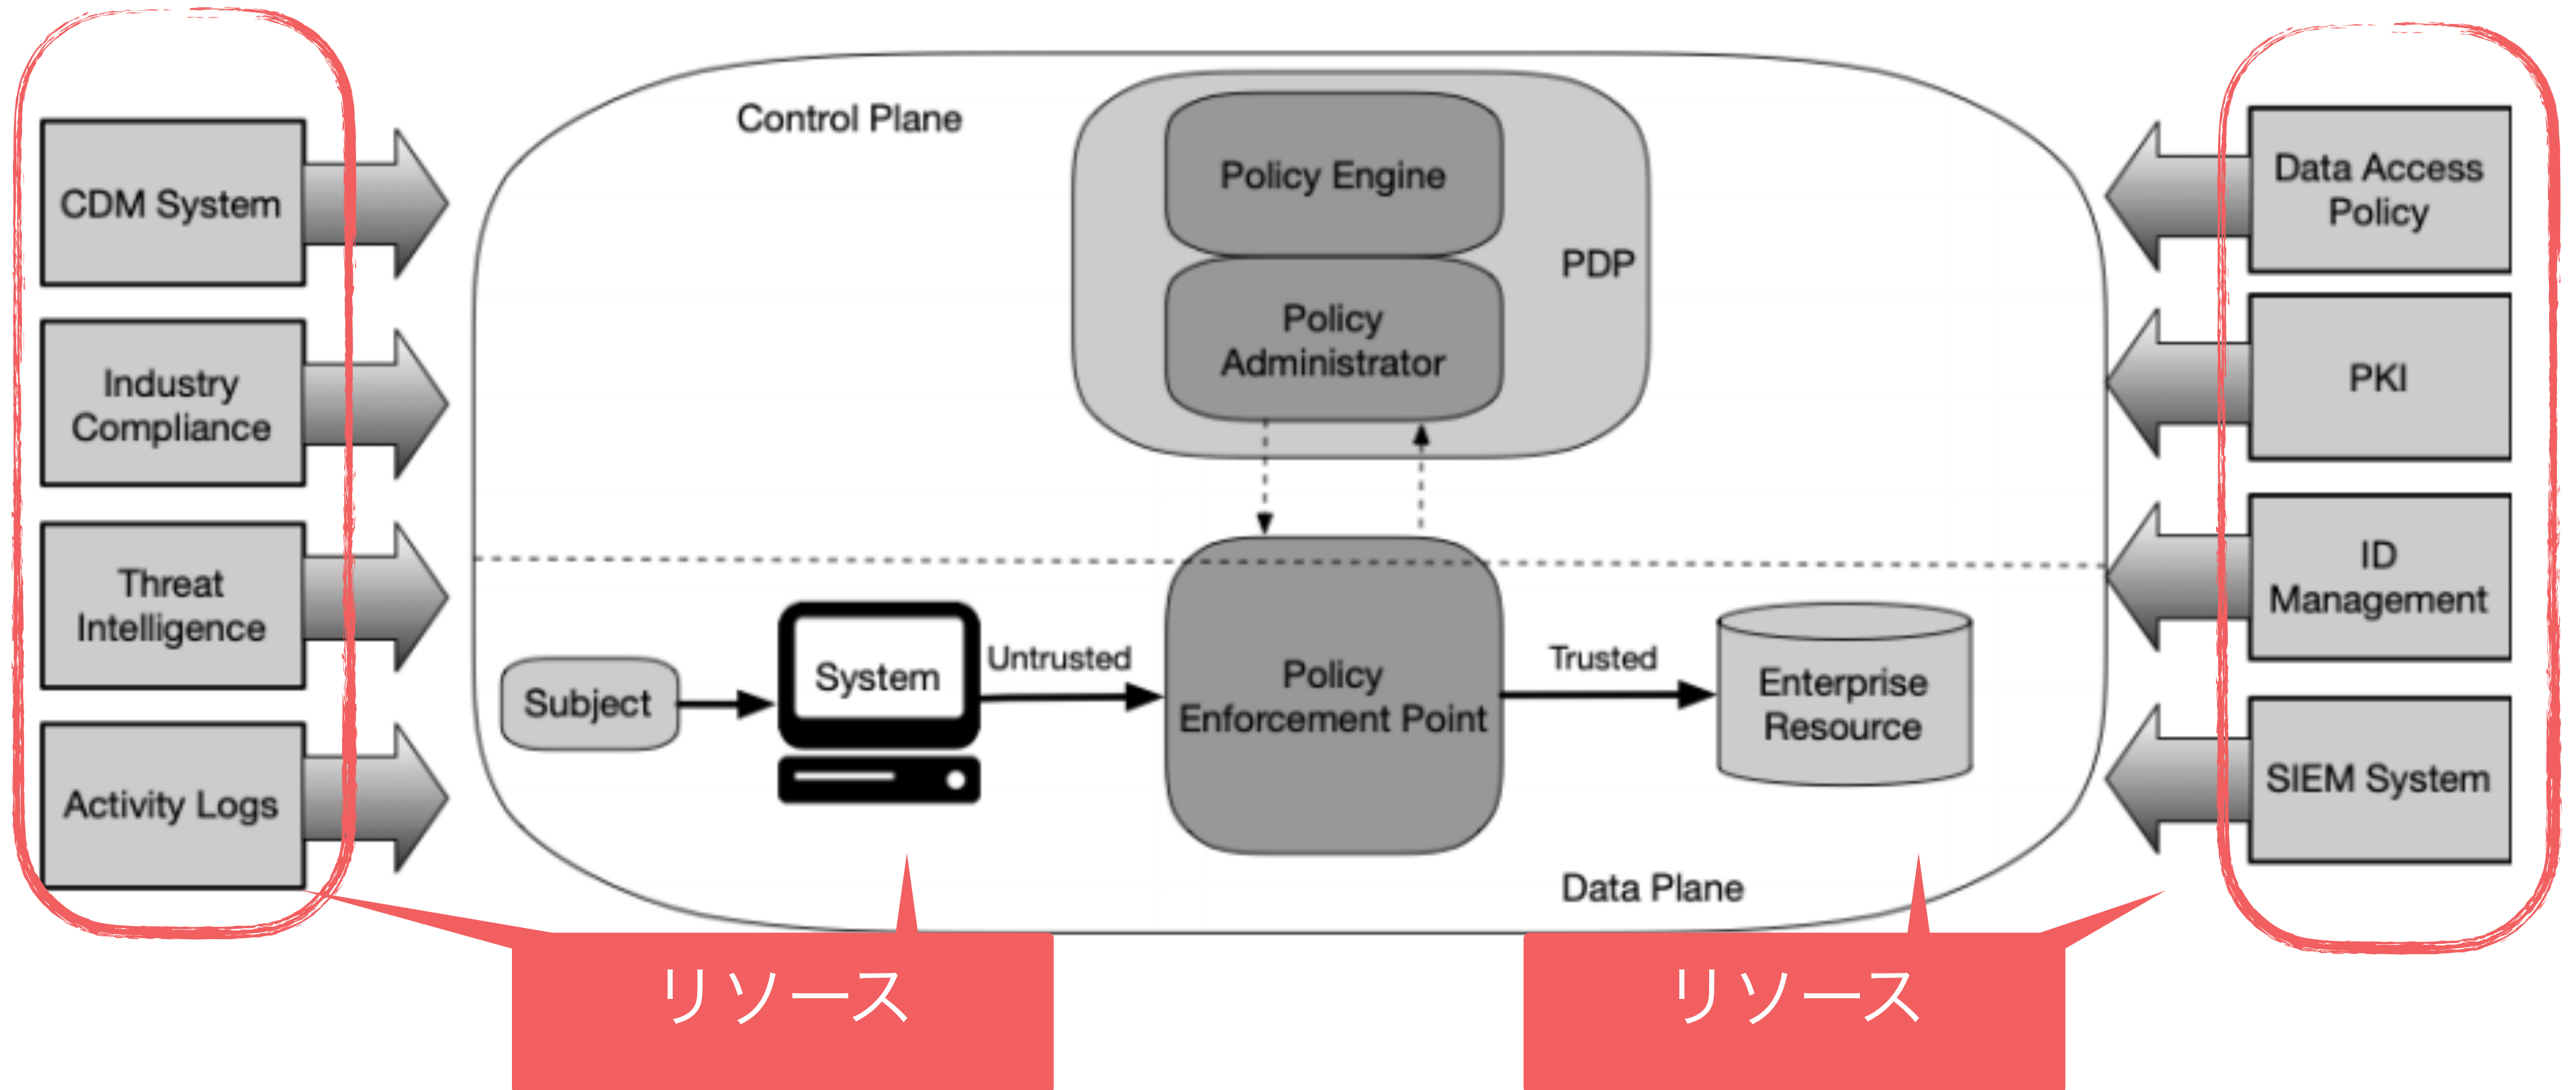 CDM System
Industry
Compliance
Threat
Intelligence
Activity Logs
Control Plane
Policy Engine
Policy
Administrator
PDP
Subject
System
Untrusted
Policy
Enforcement Point
Trusted
Enterprise
Resource
Data Plane
Data Access
Policy
PKI
ID
Management
SIEM System
リソース
リソース